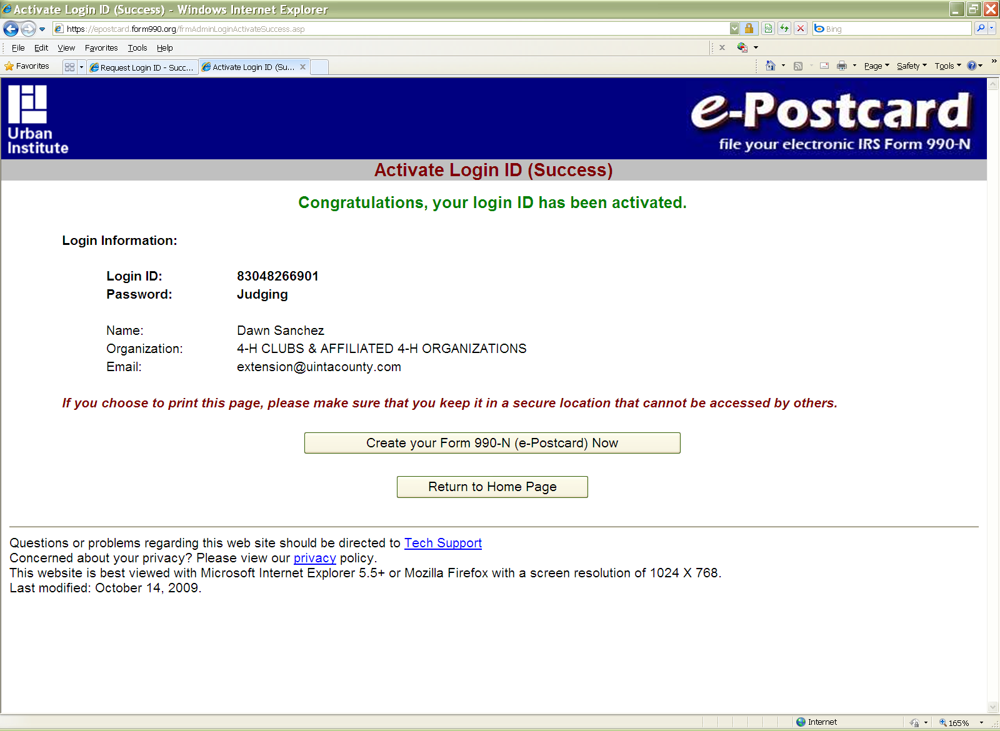 Activate Login ID (Success) - Windows Internet Explorer
https://epostcard.form990.org/frmAdminLoginActivateSuccess.asp
Bing
File Edit View Favorites Tools Help
Favorites
Request Login ID - Succ...
Activate Login ID (Su...
Page Safety Tools
Urban Institute
e-Postcard
file your electronic IRS Form 990-N
Activate Login ID (Success)
Congratulations, your login ID has been activated.
Login Information:
Login ID: 83048266901
Password: Judging
Name: Dawn Sanchez
Organization: 4-H CLUBS & AFFILIATED 4-H ORGANIZATIONS
Email: extension@uintacounty.com
If you choose to print this page, please make sure that you keep it in a secure location that cannot be accessed by others.
Create your Form 990-N (e-Postcard) Now
Return to Home Page
Questions or problems regarding this web site should be directed to Tech Support
Concerned about your privacy? Please view our privacy policy.
This website is best viewed with Microsoft Internet Explorer 5.5+ or Mozilla Firefox with a screen resolution of 1024 X 768.
Last modified: October 14, 2009.
Internet
165%